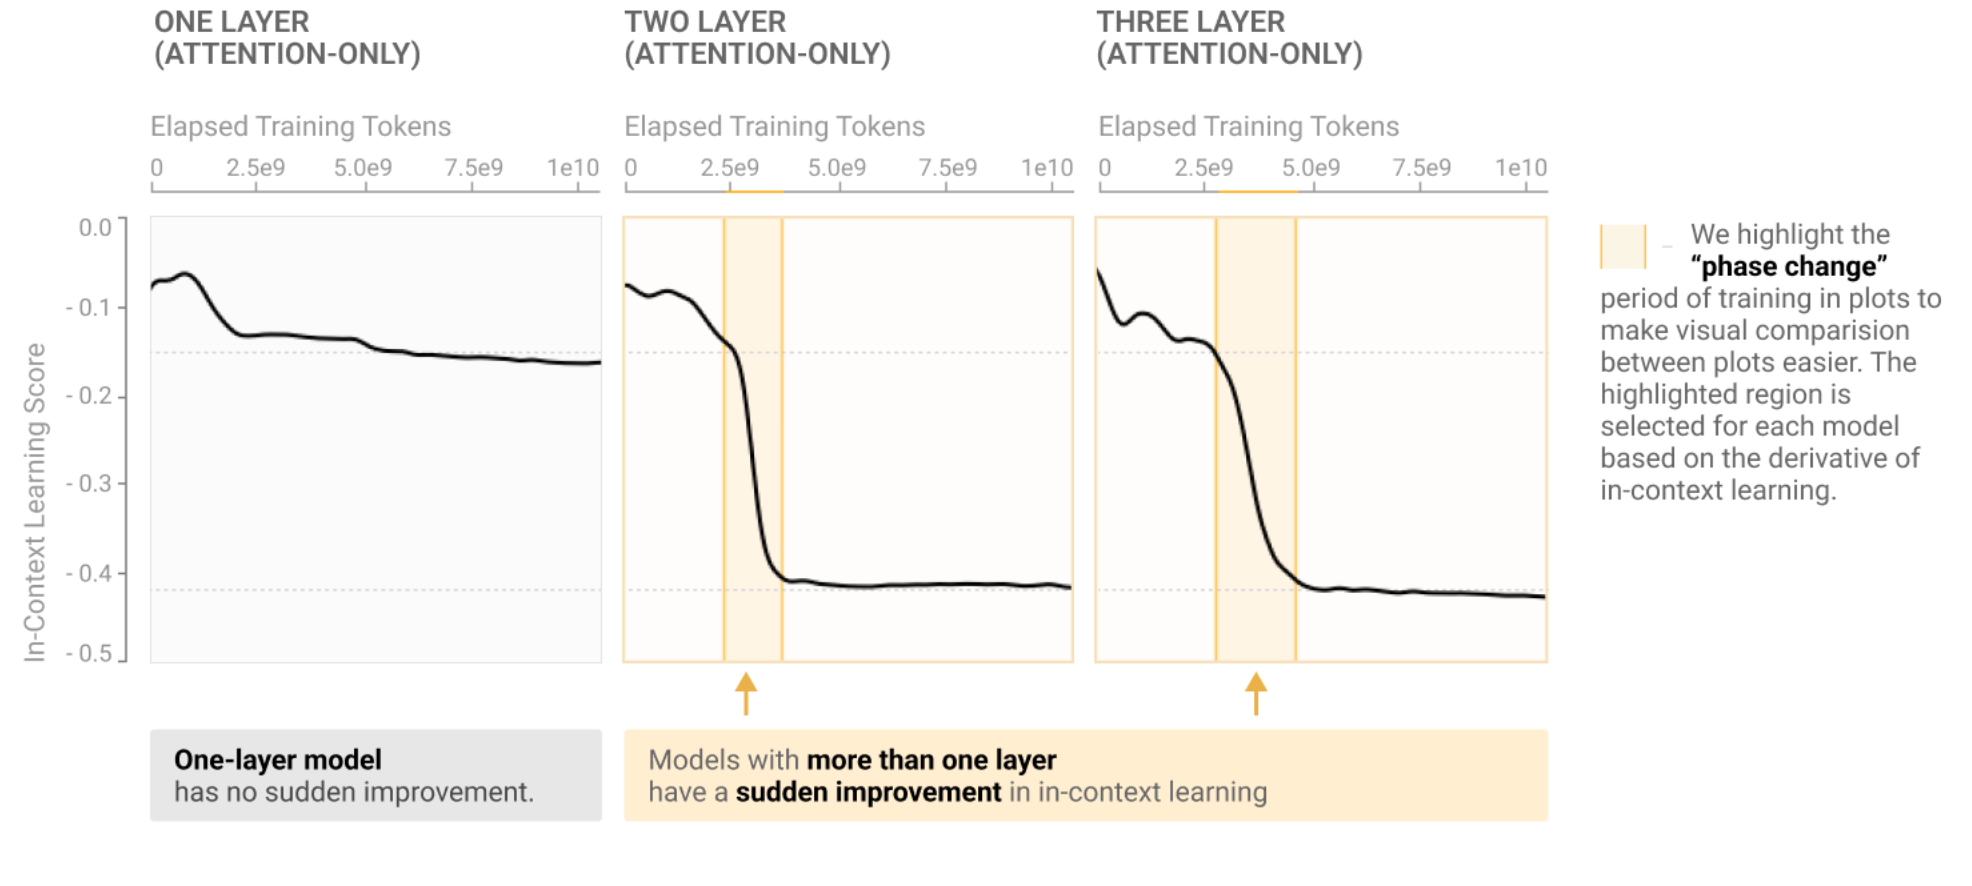 ONE LAYER
(ATTENTION-ONLY)
TWO LAYER
(ATTENTION-ONLY)
THREE LAYER
(ATTENTION-ONLY)
Elapsed Training Tokens
0 2.5e9 5.0e9 7.5e9 1e10
Elapsed Training Tokens
0 2.5e9 5.0e9 7.5e9 1e10
Elapsed Training Tokens
0 2.5e9 5.0e9 7.5e9 1e10
In-Context Learning Score
0.0
- 0.1
- 0.2
- 0.3
- 0.4
- 0.5
We highlight the
“phase change”
period of training in plots to
make visual comparision
between plots easier. The
highlighted region is
selected for each model
based on the derivative of
in-context learning.
One-layer model
has no sudden improvement.
Models with more than one layer
have a sudden improvement in in-context learning